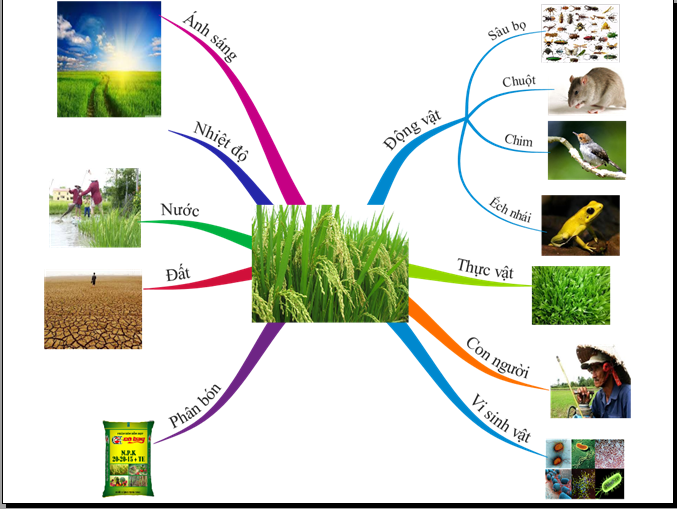 Ánh sáng
Nhiệt độ
Nước
Đất
Phân bón
N.P.K
20-20-15 + TE
Động vật
Sâu bọ
Chuột
Chim
Ếch nhái
Thực vật
Con người
Vi sinh vật